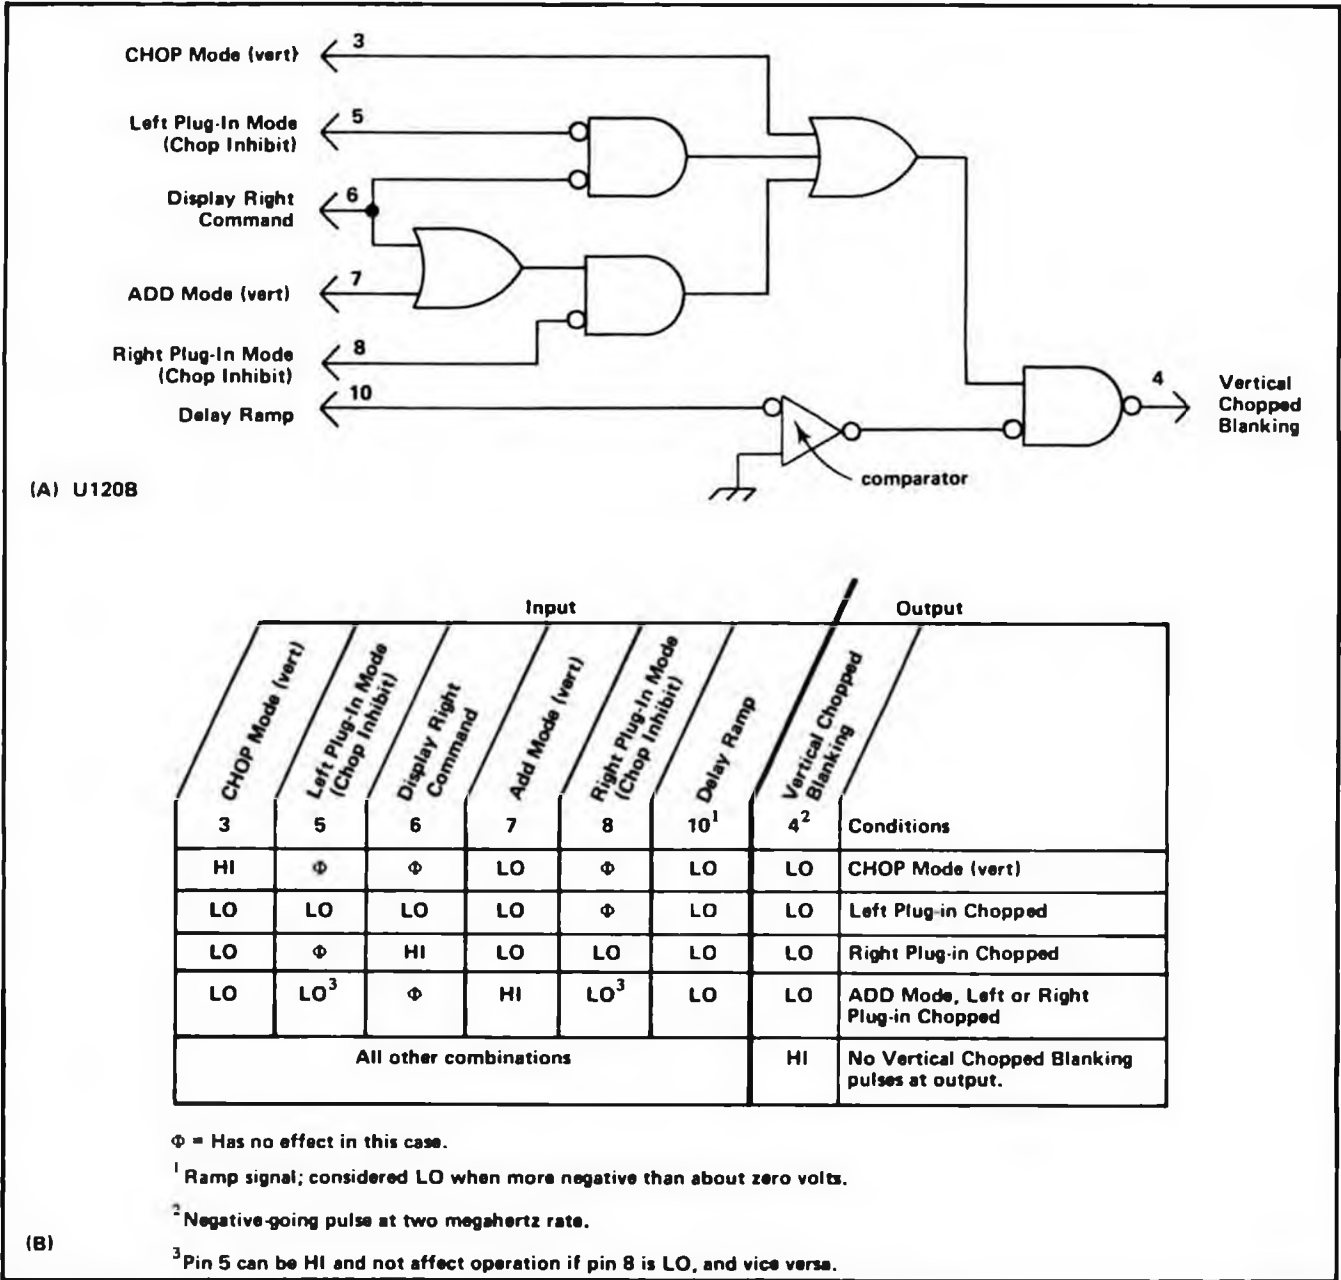 CHOP Mode (vert)
3
Left Plug-In Mode
(Chop Inhibit)
5
Display Right
Command
6
ADD Mode (vert)
7
Right Plug-In Mode
(Chop Inhibit)
8
Delay Ramp
10
4
Vertical
Chopped
Blanking
comparator
(A) U120B
Input
Output
CHOP Mode (vert)
Left Plug-In Mode
(Chop Inhibit)
Display Right
Command
Add Mode (vert)
Right Plug-In Mode
(Chop Inhibit)
Delay Ramp
Vertical Chopped
Blanking
3 5 6 7 8 10¹ 4² Conditions
HI Φ Φ LO Φ LO LO CHOP Mode (vert)
LO LO LO LO Φ LO LO Left Plug-in Chopped
LO Φ HI LO LO LO LO Right Plug-in Chopped
LO LO³ Φ HI LO³ LO LO ADD Mode, Left or Right
Plug-in Chopped
All other combinations HI No Vertical Chopped Blanking
pulses at output.
Φ = Has no effect in this case.
¹ Ramp signal; considered LO when more negative than about zero volts.
² Negative-going pulse at two megahertz rate.
³ Pin 5 can be HI and not affect operation if pin 8 is LO, and vice versa.
(B)